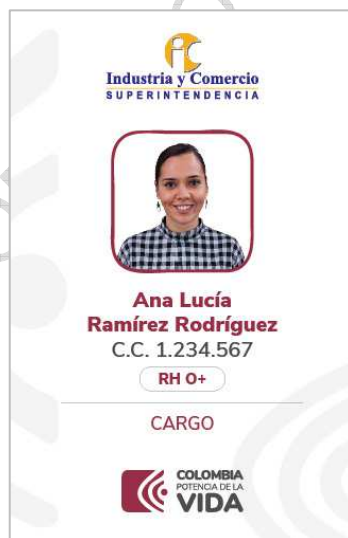 Industria y Comercio
SUPERINTENDENCIA
Ana Lucía
Ramírez Rodríguez
C.C. 1.234.567
RH O+
CARGO
COLOMBIA
POTENCIA DE LA
VIDA